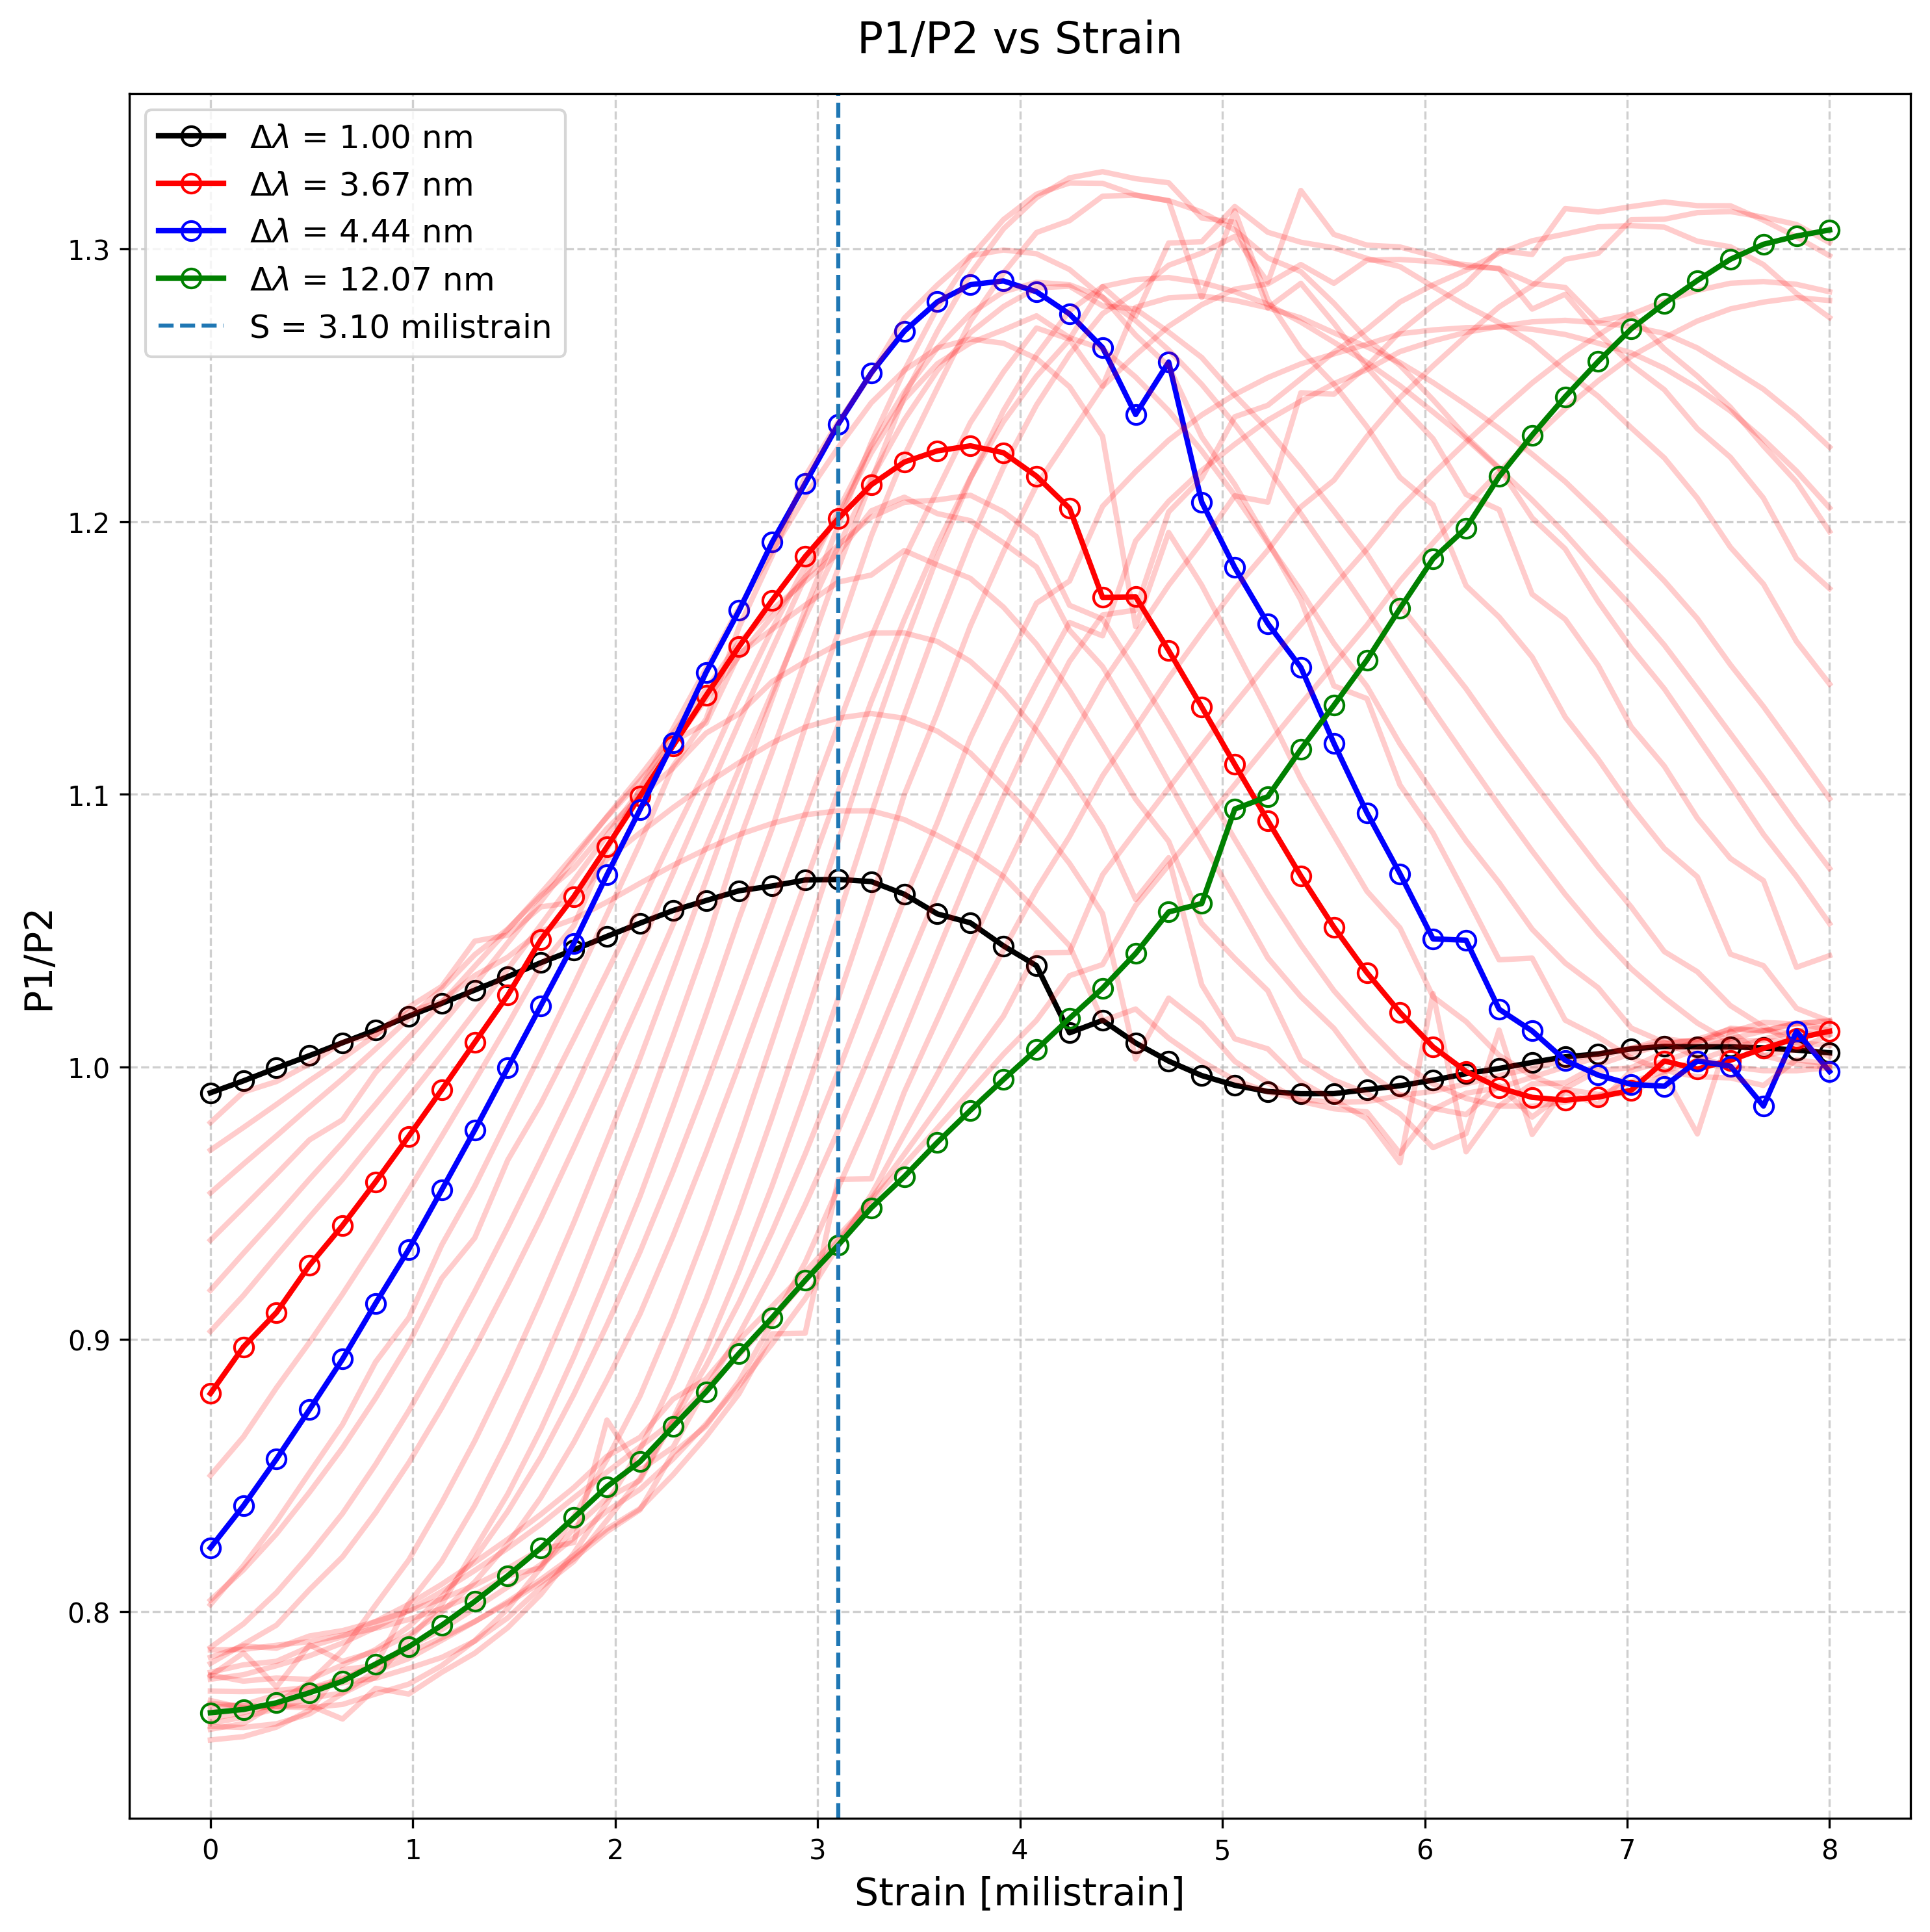 P1/P2 vs Strain
Δλ = 1.00 nm
Δλ = 3.67 nm
Δλ = 4.44 nm
Δλ = 12.07 nm
S = 3.10 milistrain
P1/P2
1.3
1.2
1.1
1.0
0.9
0.8
0 1 2 3 4 5 6 7 8
Strain [milistrain]